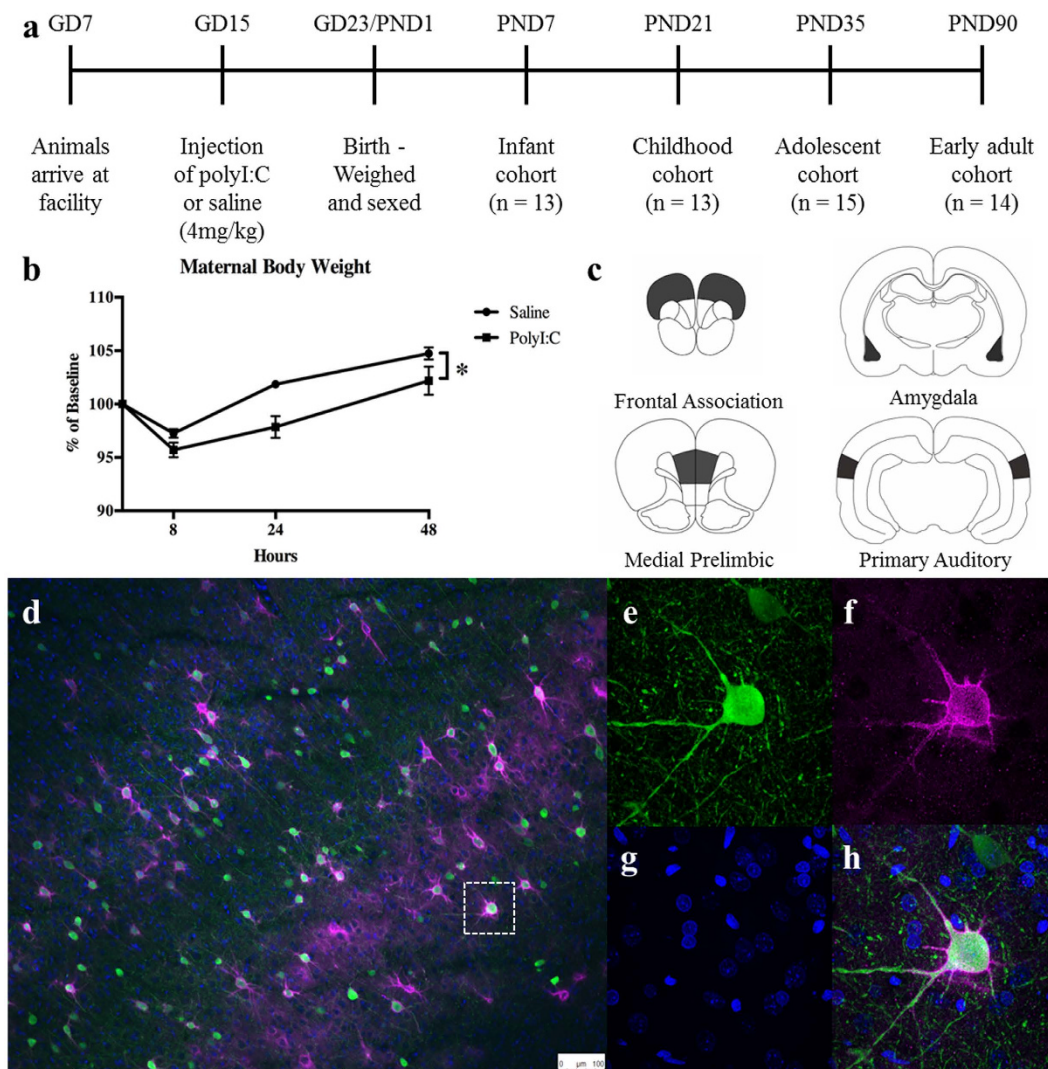 a
GD7 GD15 GD23/PND1 PND7 PND21 PND35 PND90
Animals arrive at facility
Injection of polyI:C or saline (4mg/kg)
Birth - Weighed and sexed
Infant cohort (n = 13)
Childhood cohort (n = 13)
Adolescent cohort (n = 15)
Early adult cohort (n = 14)
b
Maternal Body Weight
110
105
100
95
90
% of Baseline
8 24 48
Hours
Saline
PolyI:C
*
c
Frontal Association
Amygdala
Medial Prelimbic
Primary Auditory
d
0 µm 100
e
f
g
h